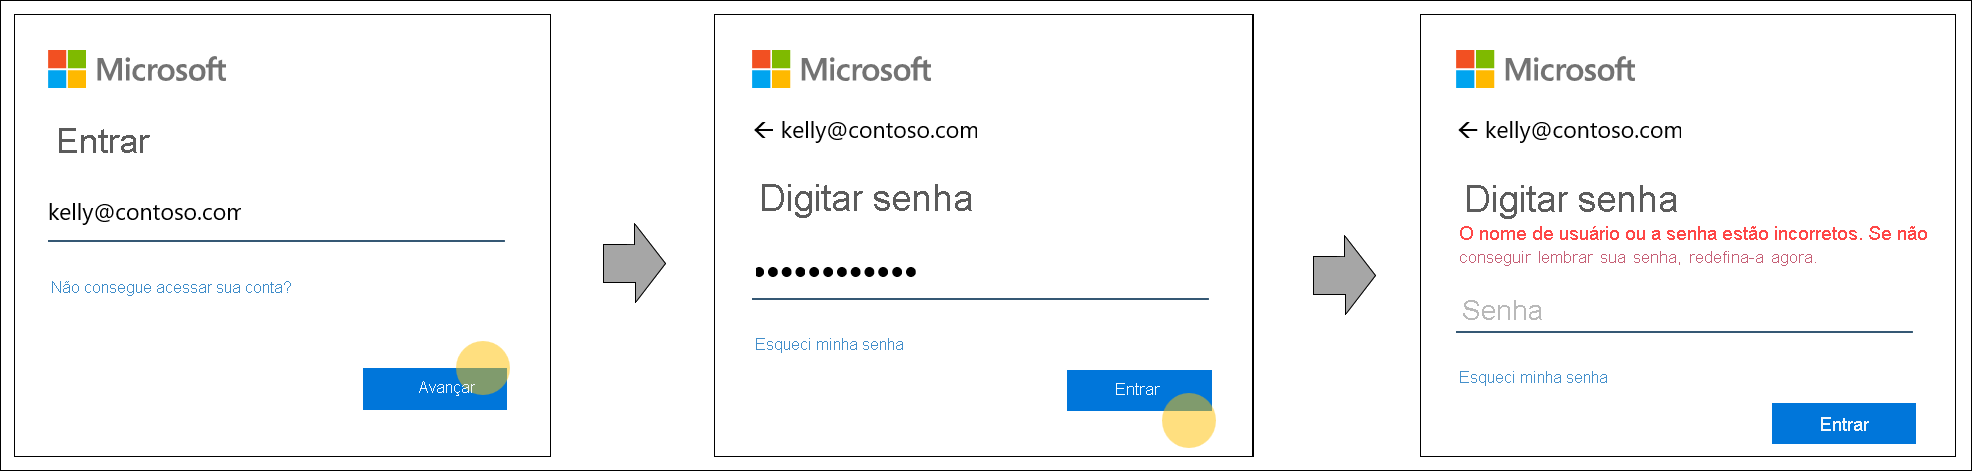 Microsoft
Entrar
kelly@contoso.com
Não consegue acessar sua conta?
Avançar
Microsoft
← kelly@contoso.com
Digitar senha
••••••••••••
Esqueci minha senha
Entrar
Microsoft
← kelly@contoso.com
Digitar senha
O nome de usuário ou a senha estão incorretos. Se não
conseguir lembrar sua senha, redefina-a agora.
Senha
Esqueci minha senha
Entrar